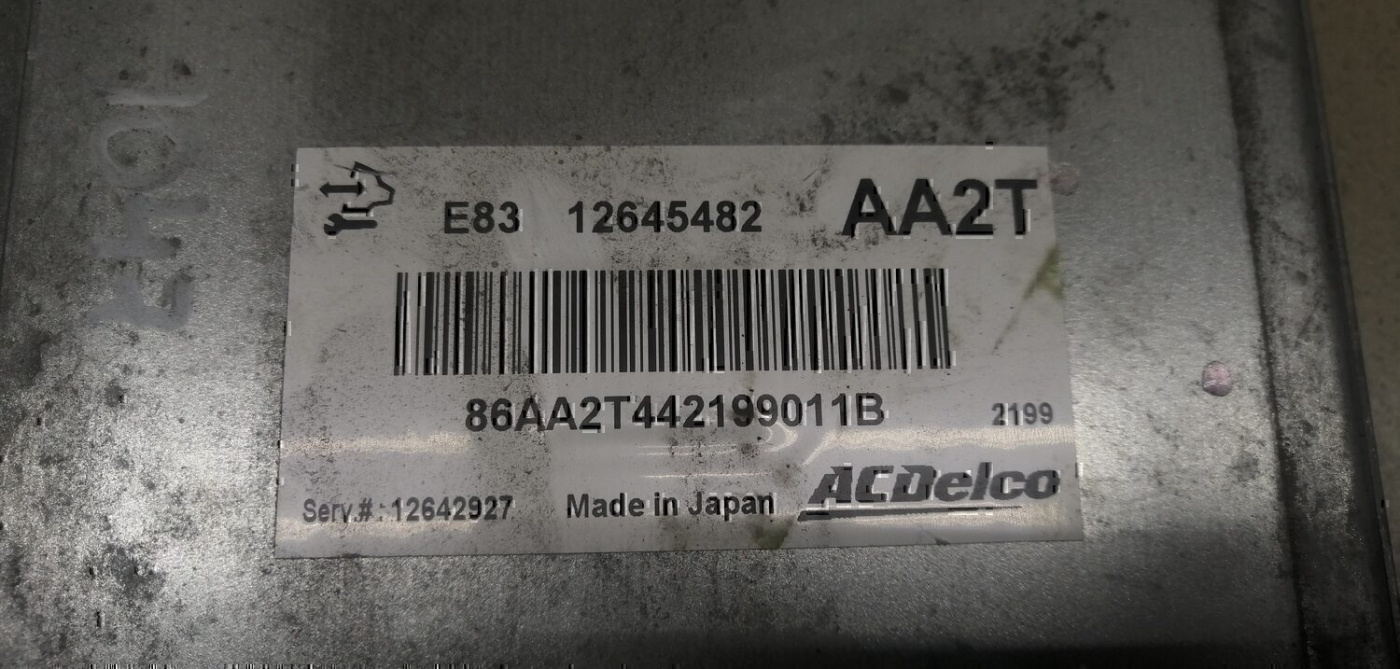 E83 12645482 AA2T
86AA2T442199011B 2199
Serv.#: 12642927 Made in Japan ACDelco